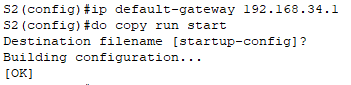 S2(config)#ip default-gateway 192.168.34.1
S2(config)#do copy run start
Destination filename [startup-config]?
Building configuration...
[OK]